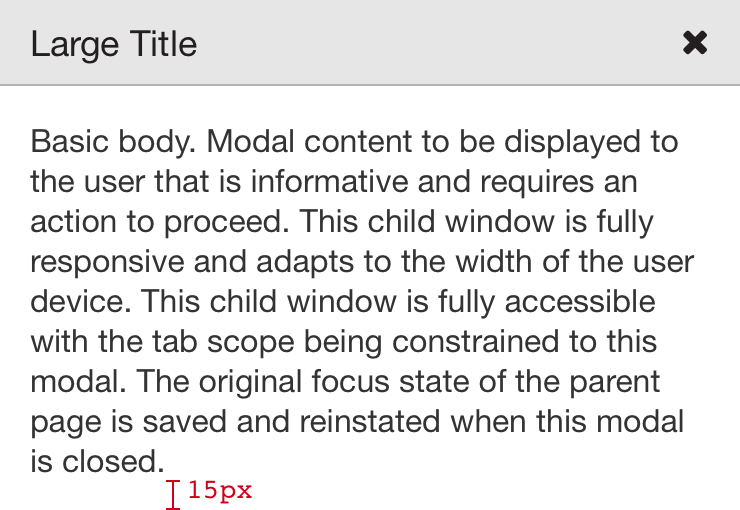 Large Title
Basic body. Modal content to be displayed to
the user that is informative and requires an
action to proceed. This child window is fully
responsive and adapts to the width of the user
device. This child window is fully accessible
with the tab scope being constrained to this
modal. The original focus state of the parent
page is saved and reinstated when this modal
is closed.
15px